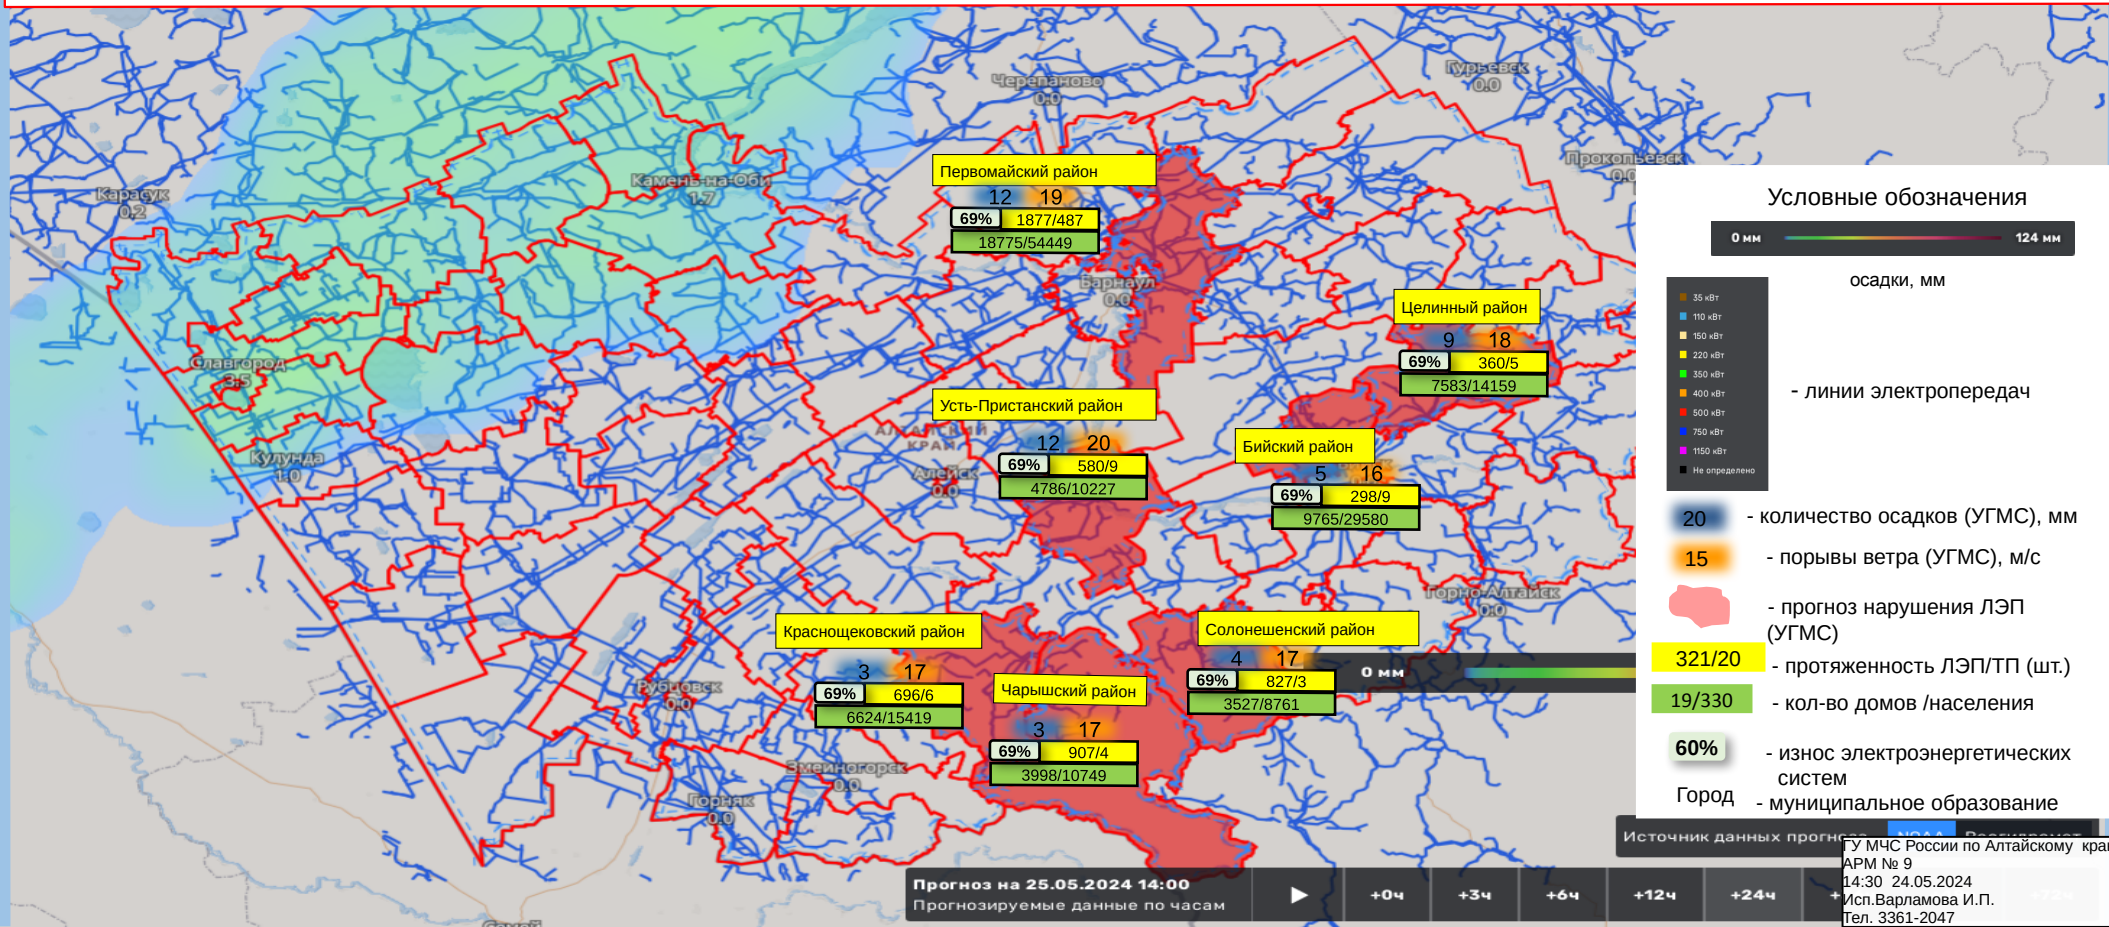 Черепаново
0.0
Гурьевск
0.0
Прокопьевск
0.0
Карасук
0.2
Камень-на-Оби
1.7
Первомайский район
12 19
69% 1877/487
18775/54449
Барнаул
0.0
Целинный район
9 18
69% 360/5
7583/14159
Славгород
3.5
Усть-Пристанский район
АЛТАЙСКИЙ
КРАЙ
12 20
69% 580/9
4786/10227
Алейск
0.0
Бийский район
5 16
69% 298/9
9765/29580
Кулунда
1.0
Горно-Алтайск
0.0
Краснощековский район
3 17
69% 696/6
6624/15419
Солонешенский район
4 17
69% 827/3
3527/8761
0 мм
Чарышский район
3 17
69% 907/4
3998/10749
Рубцовск
0.0
Змеиногорск
0.0
Горняк
0.0
Семей
Условные обозначения
0 мм 124 мм
осадки, мм
35 кВт
110 кВт
150 кВт
220 кВт
350 кВт
400 кВт
500 кВт
750 кВт
1150 кВт
Не определено
- линии электропередач
20 - количество осадков (УГМС), мм
15 - порывы ветра (УГМС), м/с
- прогноз нарушения ЛЭП
(УГМС)
321/20 - протяженность ЛЭП/ТП (шт.)
19/330 - кол-во домов /населения
60% - износ электроэнергетических
систем
Город - муниципальное образование
Источник данных прогноза
Прогноз на 25.05.2024 14:00
Прогнозируемые данные по часам
+0ч +3ч +6ч +12ч +24ч
ГУ МЧС России по Алтайскому кра
АРМ № 9
14:30 24.05.2024
Исп.Варламова И.П.
Тел. 3361-2047